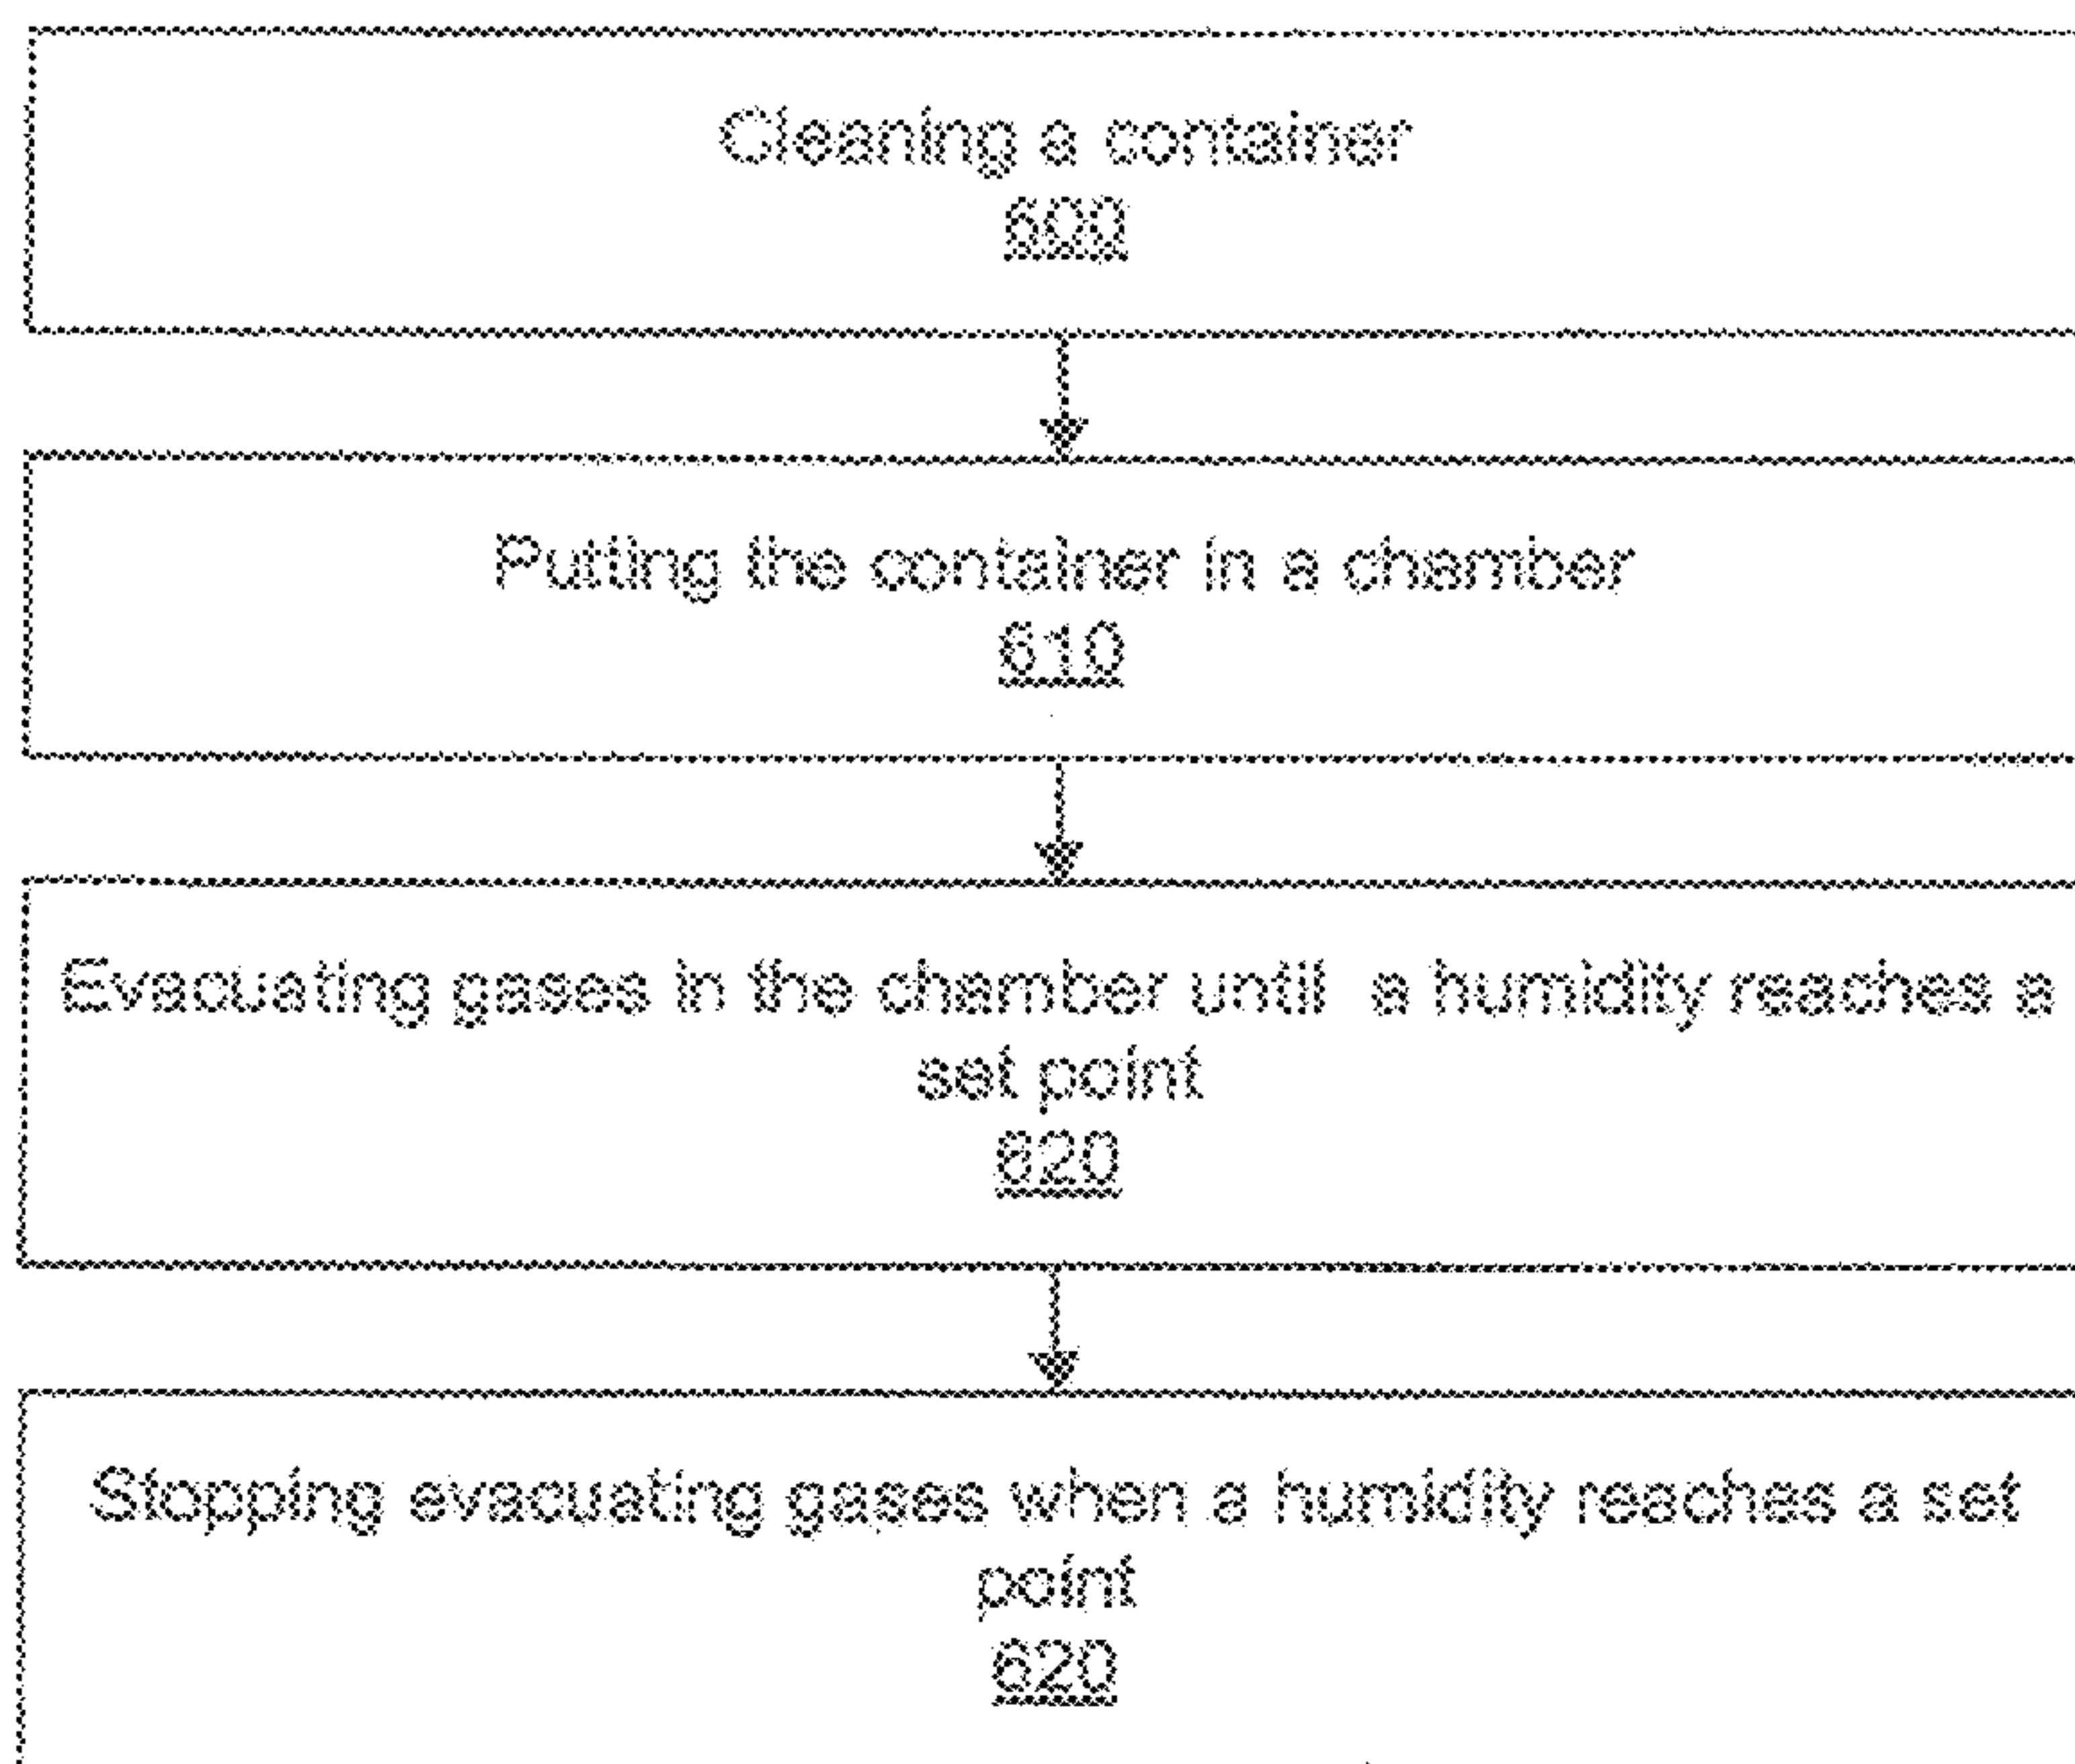 Cleaning a container
600
Putting the container in a chamber
610
Evacuating gases in the chamber until a humidity reaches a
set point
620
Stopping evacuating gases when a humidity reaches a set
point
620